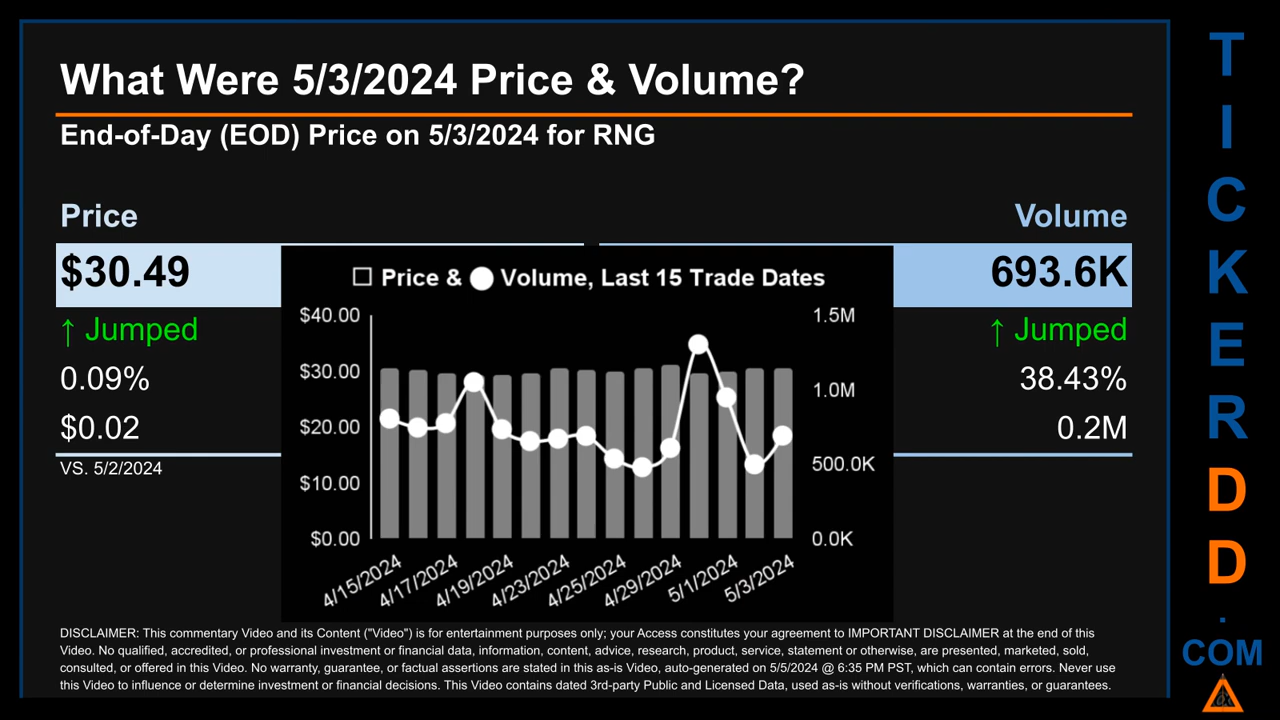 What Were 5/3/2024 Price & Volume?
End-of-Day (EOD) Price on 5/3/2024 for RNG
Price
Volume
$30.49
693.6K
↑ Jumped
↑ Jumped
0.09%
38.43%
$0.02
0.2M
VS. 5/2/2024
Price & Volume, Last 15 Trade Dates
$40.00
$30.00
$20.00
$10.00
$0.00
1.5M
1.0M
500.0K
0.0K
4/15/2024
4/17/2024
4/19/2024
4/23/2024
4/25/2024
4/29/2024
5/1/2024
5/3/2024
DISCLAIMER: This commentary Video and its Content ("Video") is for entertainment purposes only; your Access constitutes your agreement to IMPORTANT DISCLAIMER at the end of this
Video. No qualified, accredited, or professional investment or financial data, information, content, advice, research, product, service, statement or otherwise, are presented, marketed, sold,
consulted, or offered in this Video. No warranty, guarantee, or factual assertions are stated in this as-is Video, auto-generated on 5/5/2024 @ 6:35 PM PST, which can contain errors. Never use
this Video to influence or determine investment or financial decisions. This Video contains dated 3rd-party Public and Licensed Data, used as-is without verifications, warranties, or guarantees.
T
I
C
K
E
R
D
D
.
COM